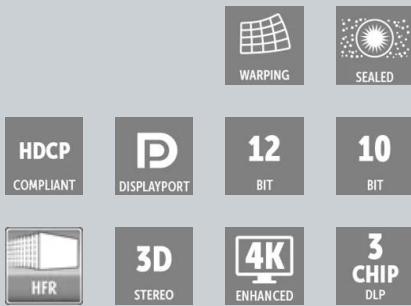 WARPING
SEALED
HDCP
COMPLIANT
DISPLAYPORT
12
BIT
10
BIT
HFR
3D
STEREO
4K
ENHANCED
3
CHIP
DLP